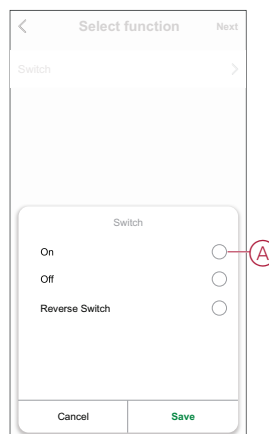 Select function Next
Switch
Switch
On
A
Off
Reverse Switch
Cancel Save